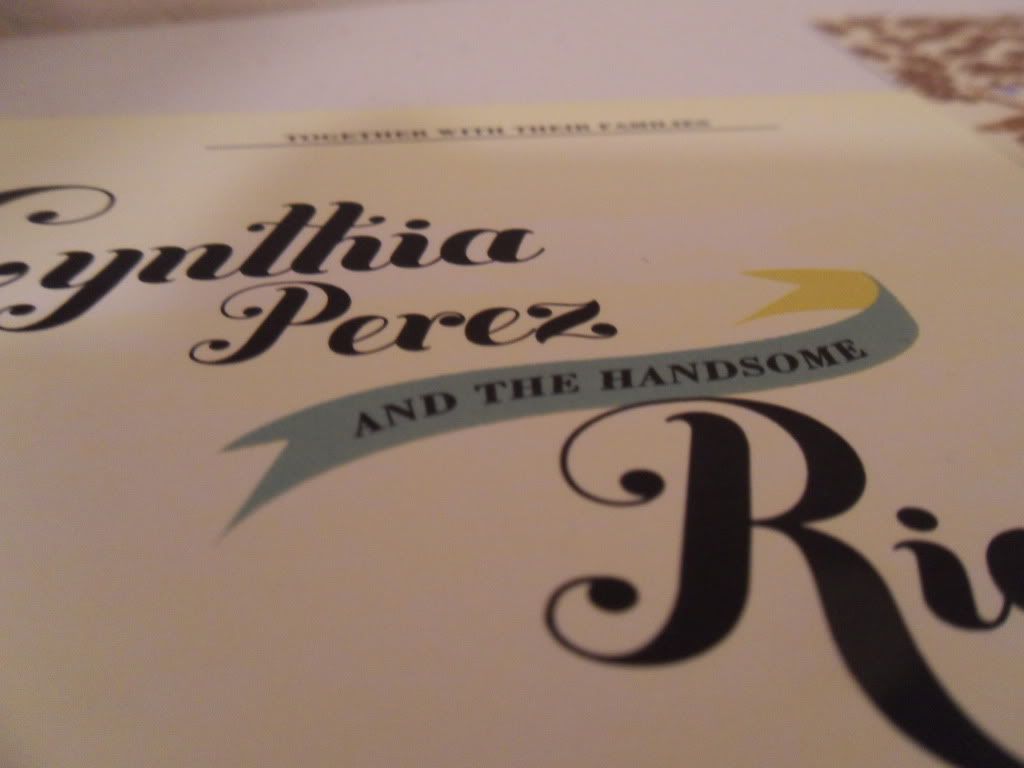 TOGETHER WITH THEIR FAMILIES
Cynthia
Perez
AND THE HANDSOME